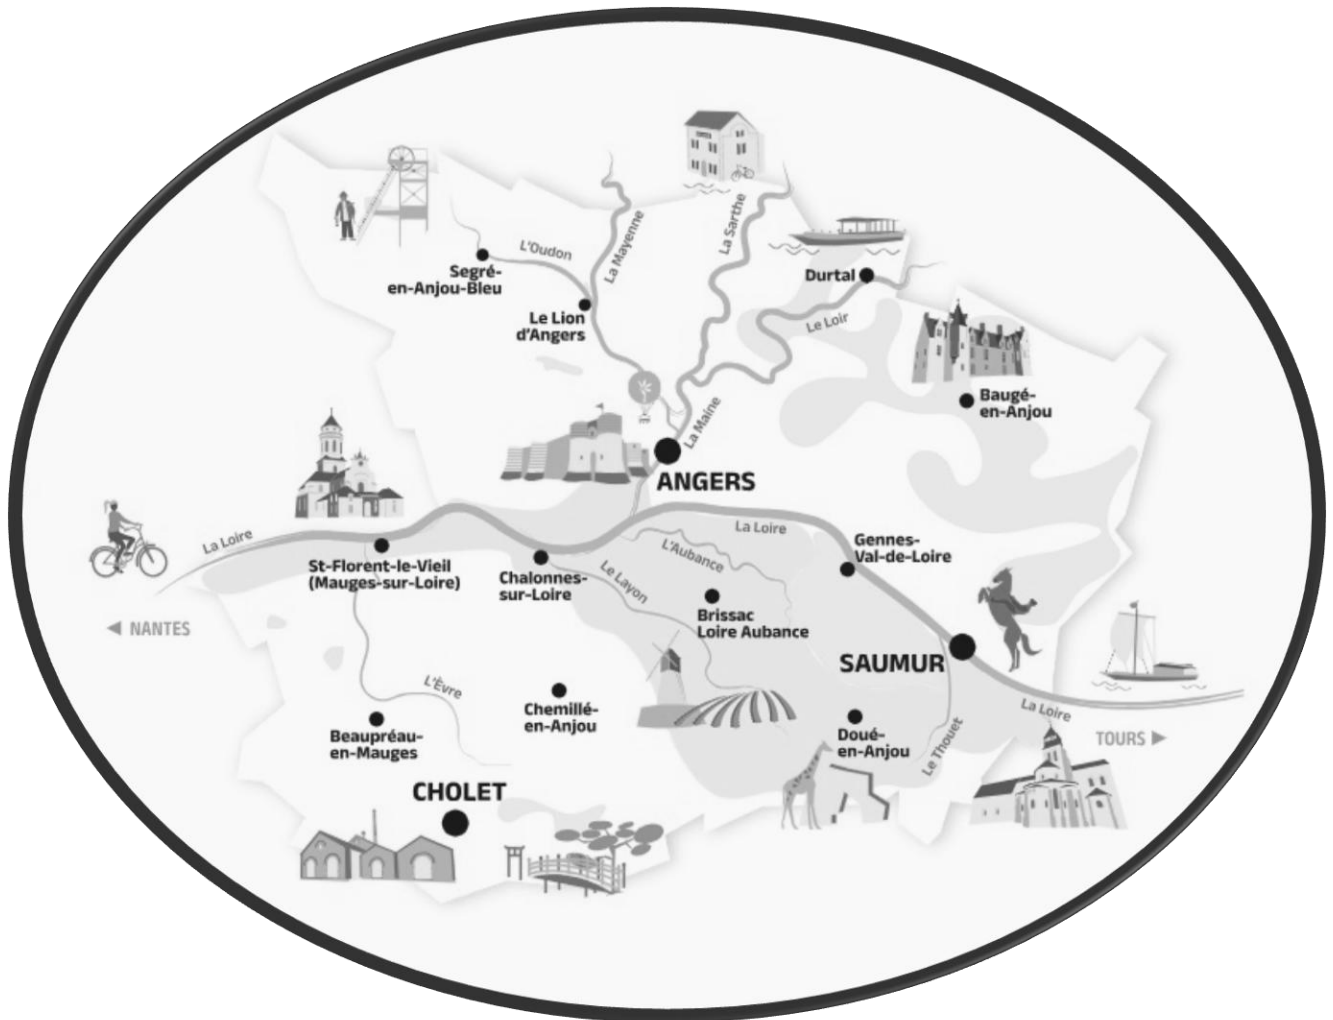 La Sarthe
La Mayenne
L'Oudon
Segré-
en-Anjou-Bleu
Durtal
Le Lion
d'Angers
Le Loir
Baugé-
en-Anjou
La Maine
ANGERS
La Loire
La Loire
Gennes-
Val-de-Loire
L'Aubance
St-Florent-le-Vieil
(Mauges-sur-Loire)
Chalonnes-
sur-Loire
Le Layon
Brissac
Loire Aubance
◀ NANTES
SAUMUR
L'Èvre
Chemillé-
en-Anjou
La Loire
Beaupréau-
en-Mauges
Doué-
en-Anjou
Le Thouet
TOURS ▶
CHOLET